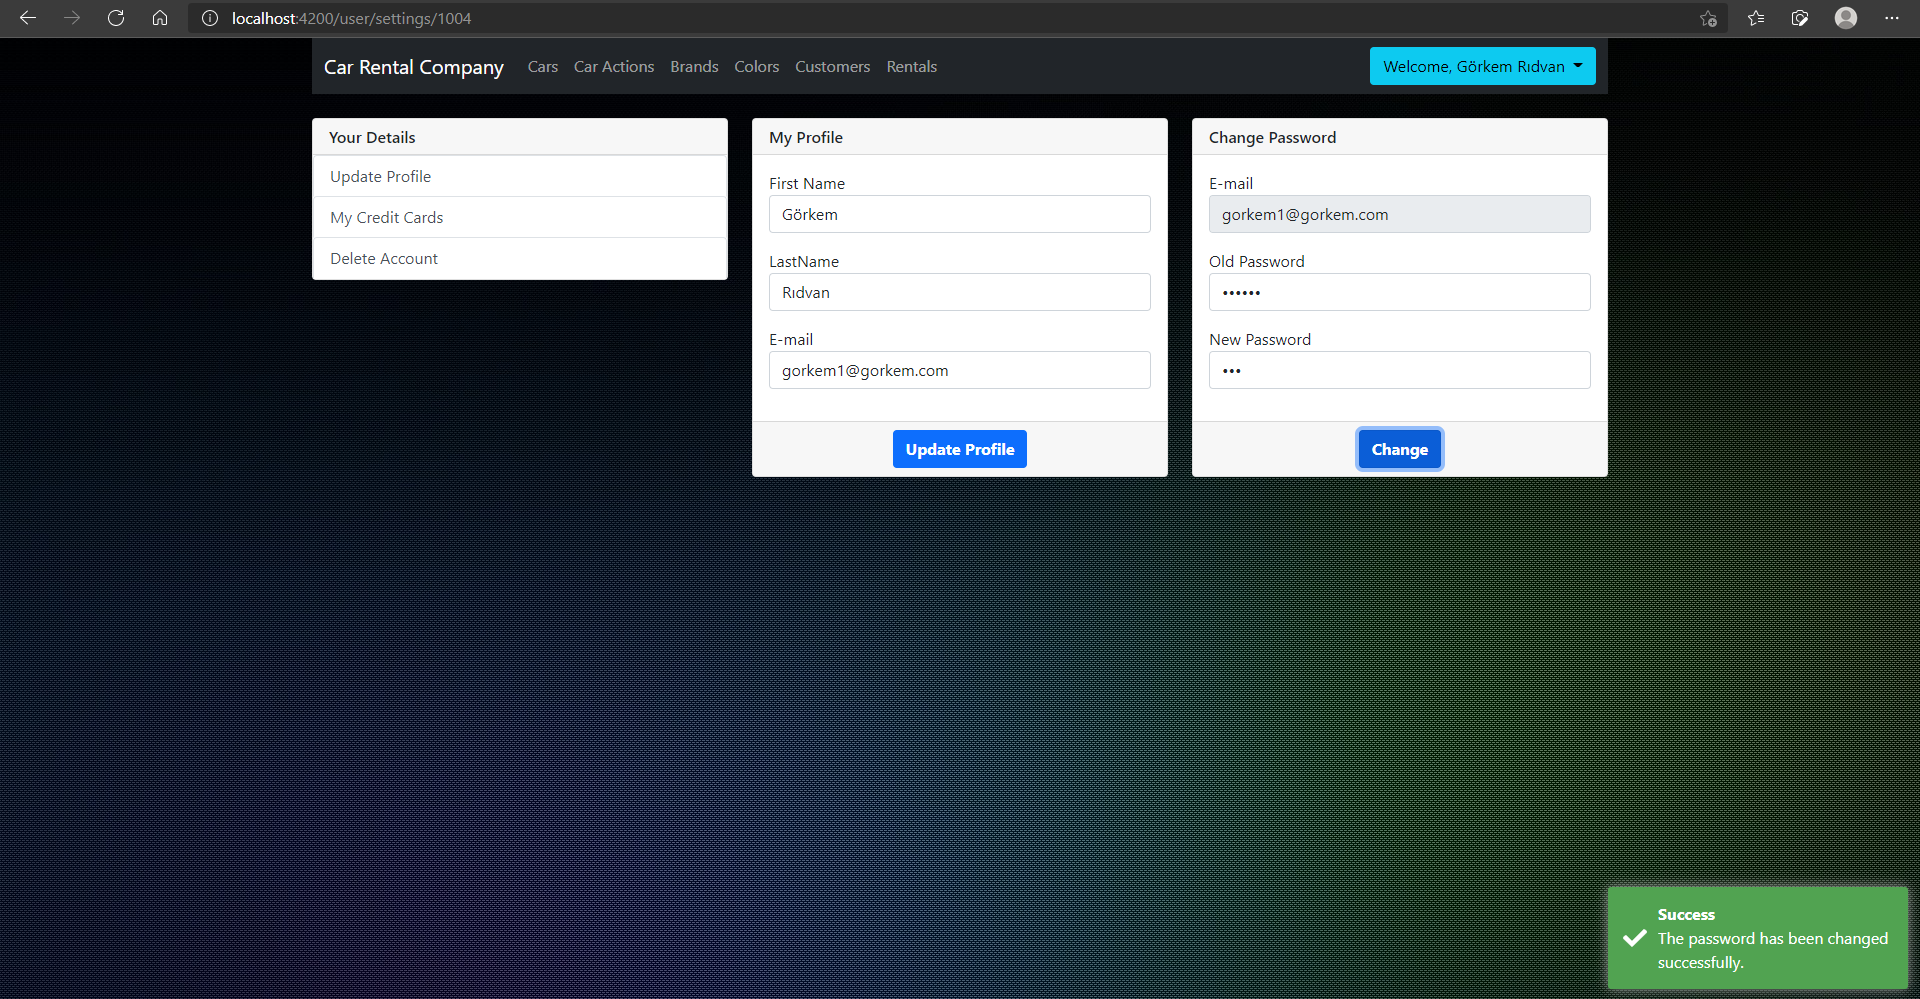 localhost:4200/user/settings/1004
Car Rental Company Cars Car Actions Brands Colors Customers Rentals Welcome, Görkem Rıdvan
Your Details
Update Profile
My Credit Cards
Delete Account
My Profile
First Name
Görkem
LastName
Rıdvan
E-mail
gorkem1@gorkem.com
Update Profile
Change Password
E-mail
gorkem1@gorkem.com
Old Password
••••••
New Password
•••
Change
Success
The password has been changed
successfully.